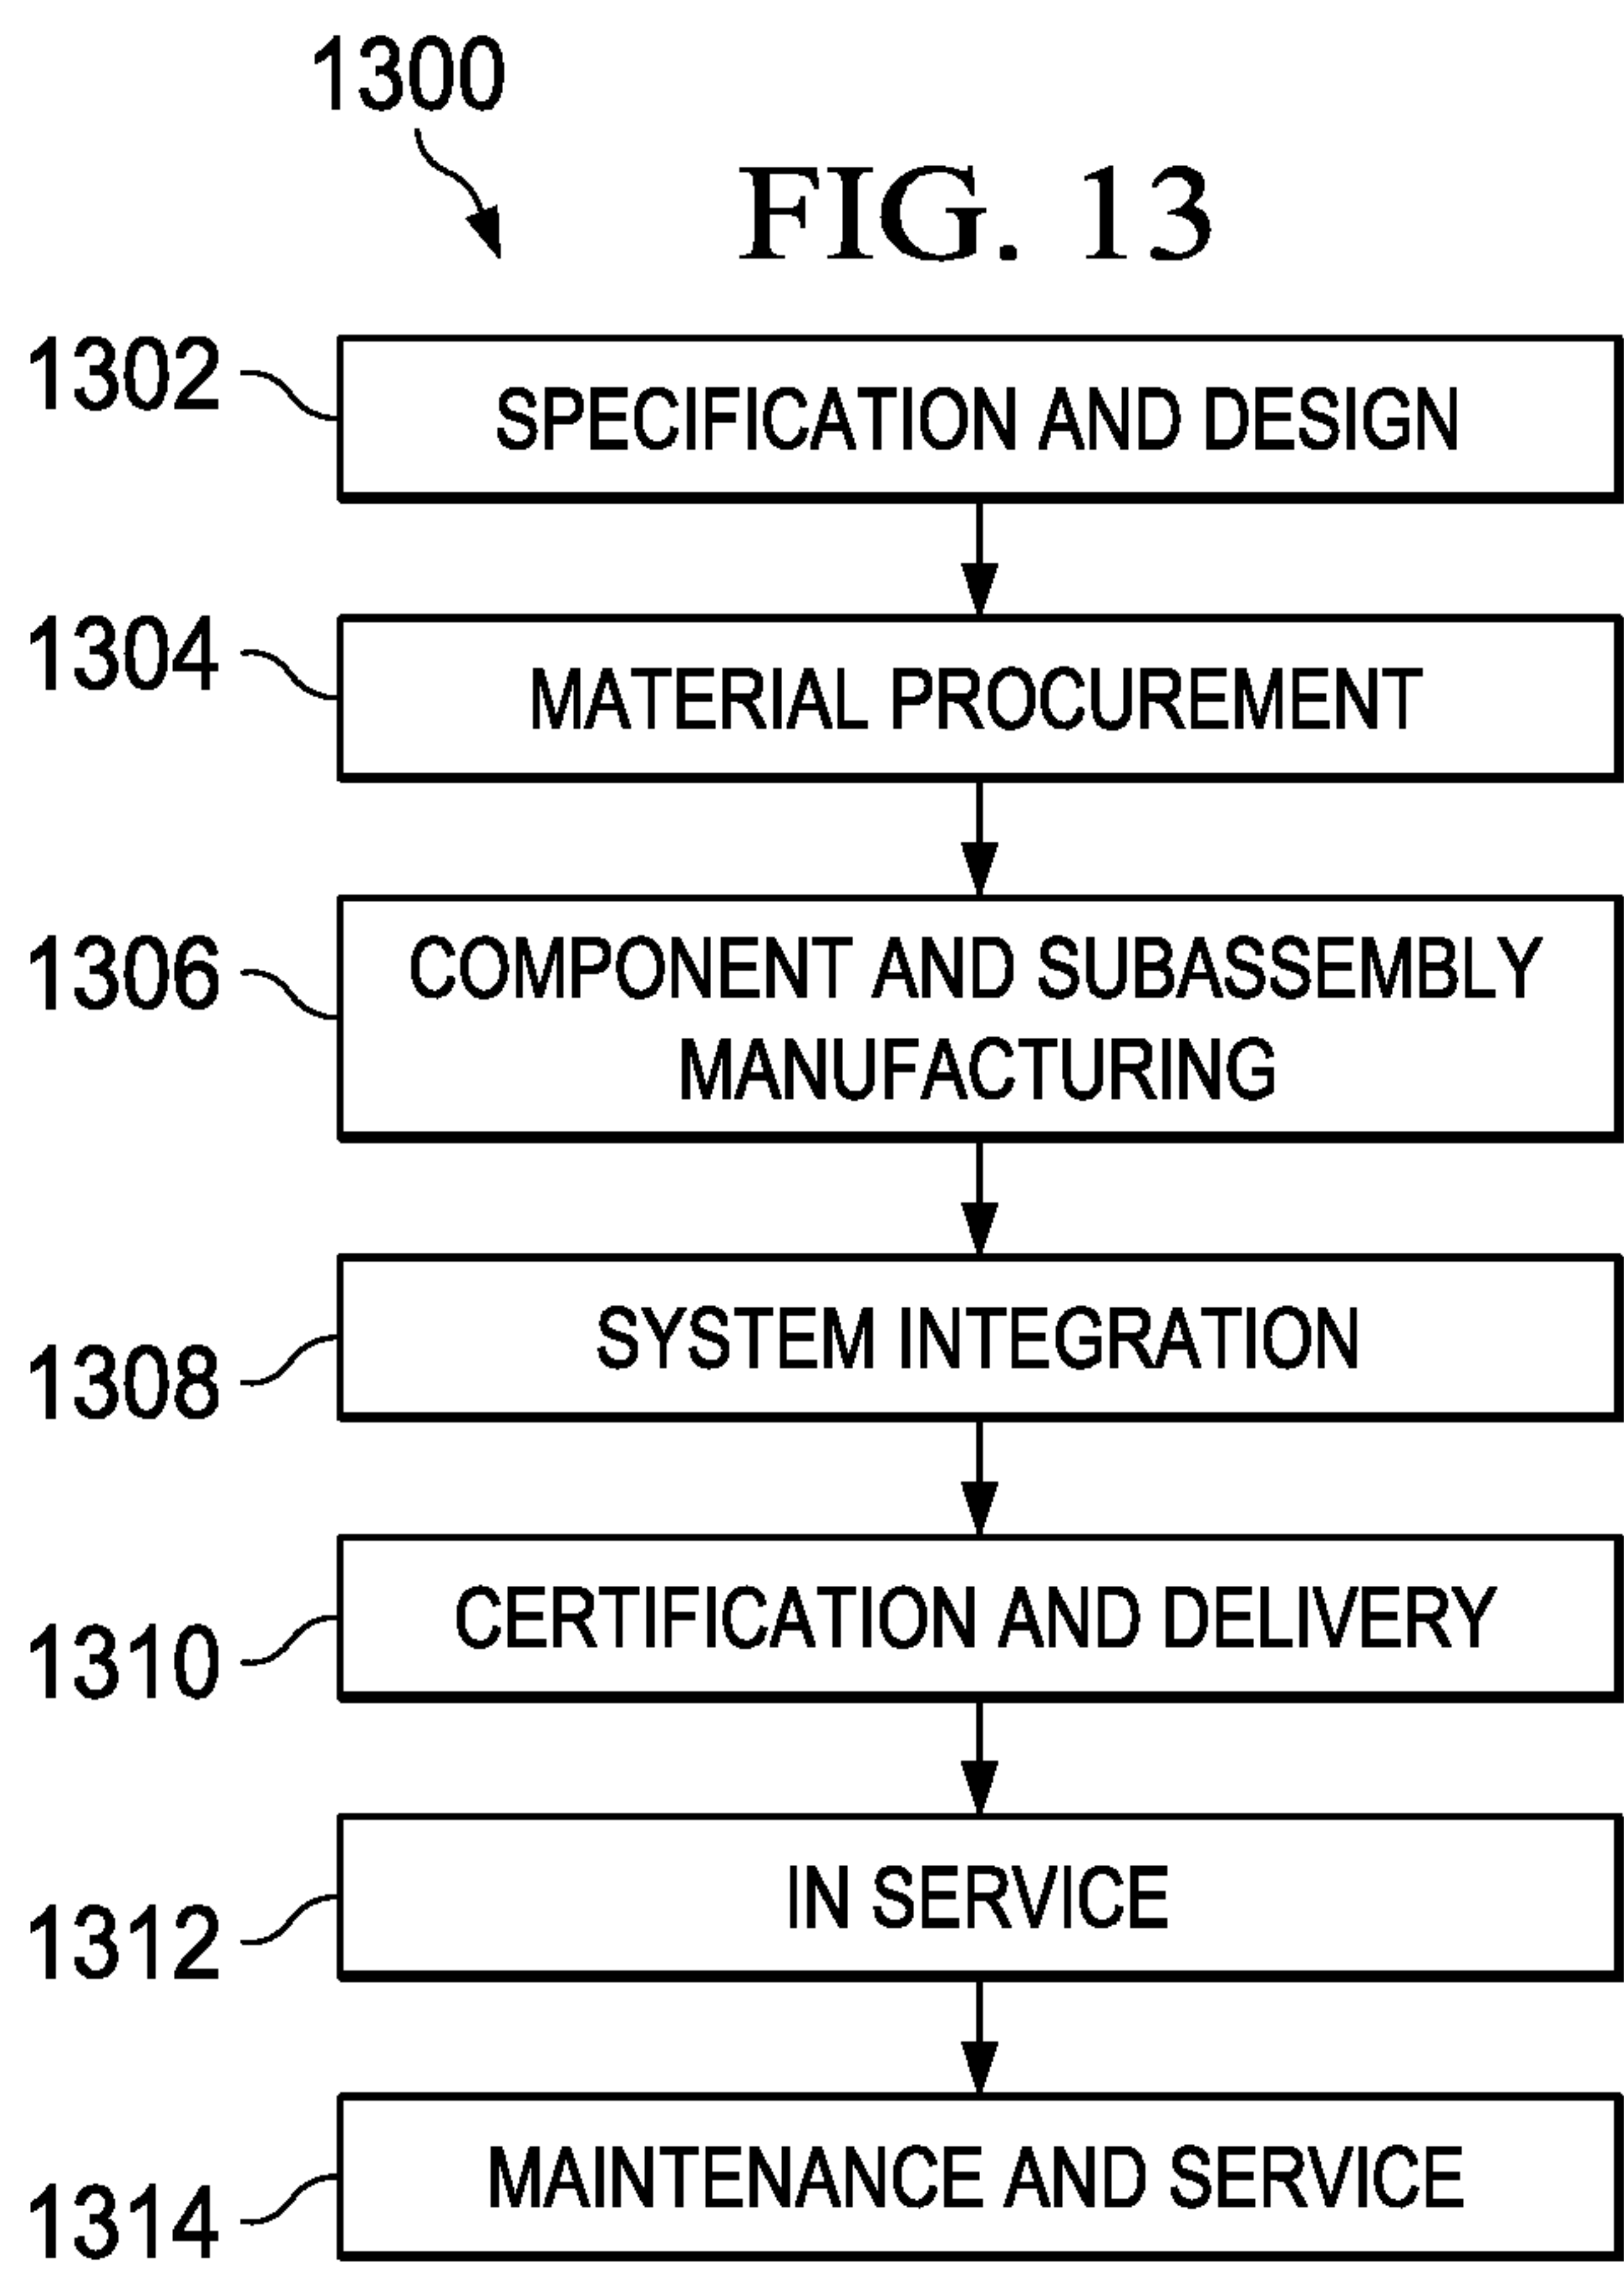 1300
FIG. 13
1302
SPECIFICATION AND DESIGN
1304
MATERIAL PROCUREMENT
1306
COMPONENT AND SUBASSEMBLY
MANUFACTURING
1308
SYSTEM INTEGRATION
1310
CERTIFICATION AND DELIVERY
1312
IN SERVICE
1314
MAINTENANCE AND SERVICE